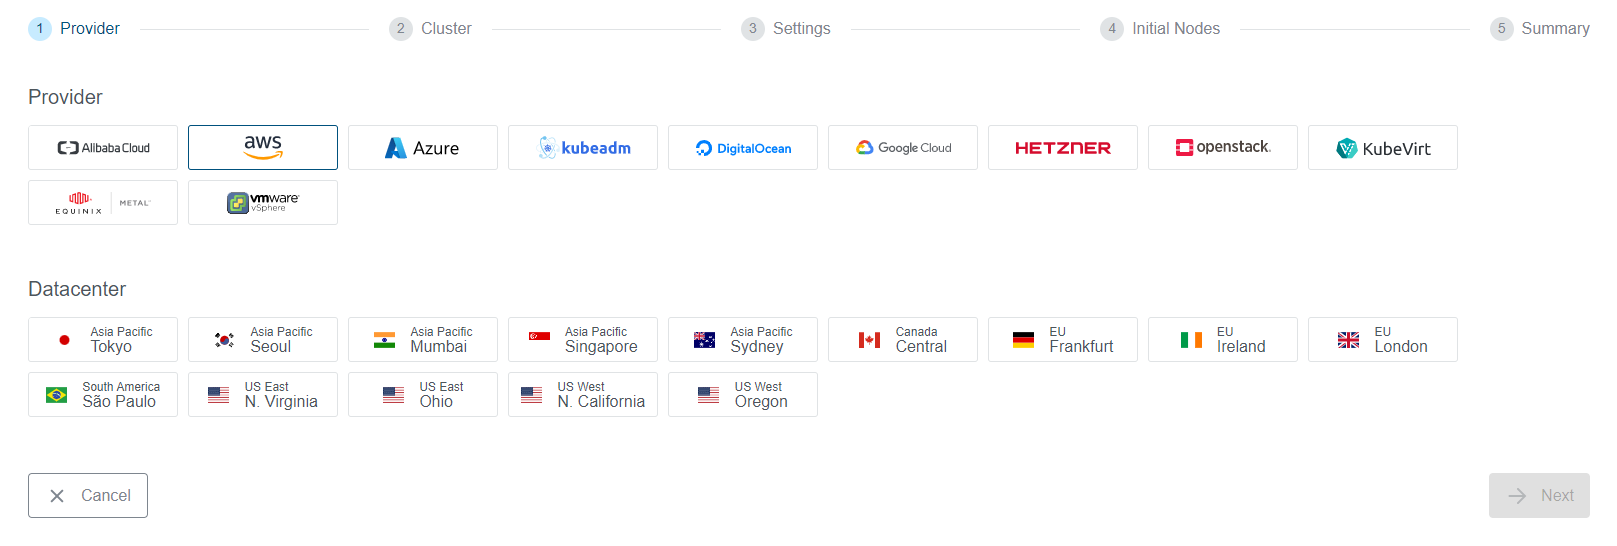 1 Provider 2 Cluster 3 Settings 4 Initial Nodes 5 Summary
Provider
Alibaba Cloud aws Azure kubeadm DigitalOcean Google Cloud HETZNER openstack. KubeVirt
EQUINIX METAL vmware vSphere
Datacenter
Asia Pacific Tokyo
Asia Pacific Seoul
Asia Pacific Mumbai
Asia Pacific Singapore
Asia Pacific Sydney
Canada Central
EU Frankfurt
EU Ireland
EU London
South America São Paulo
US East N. Virginia
US East Ohio
US West N. California
US West Oregon
Cancel Next